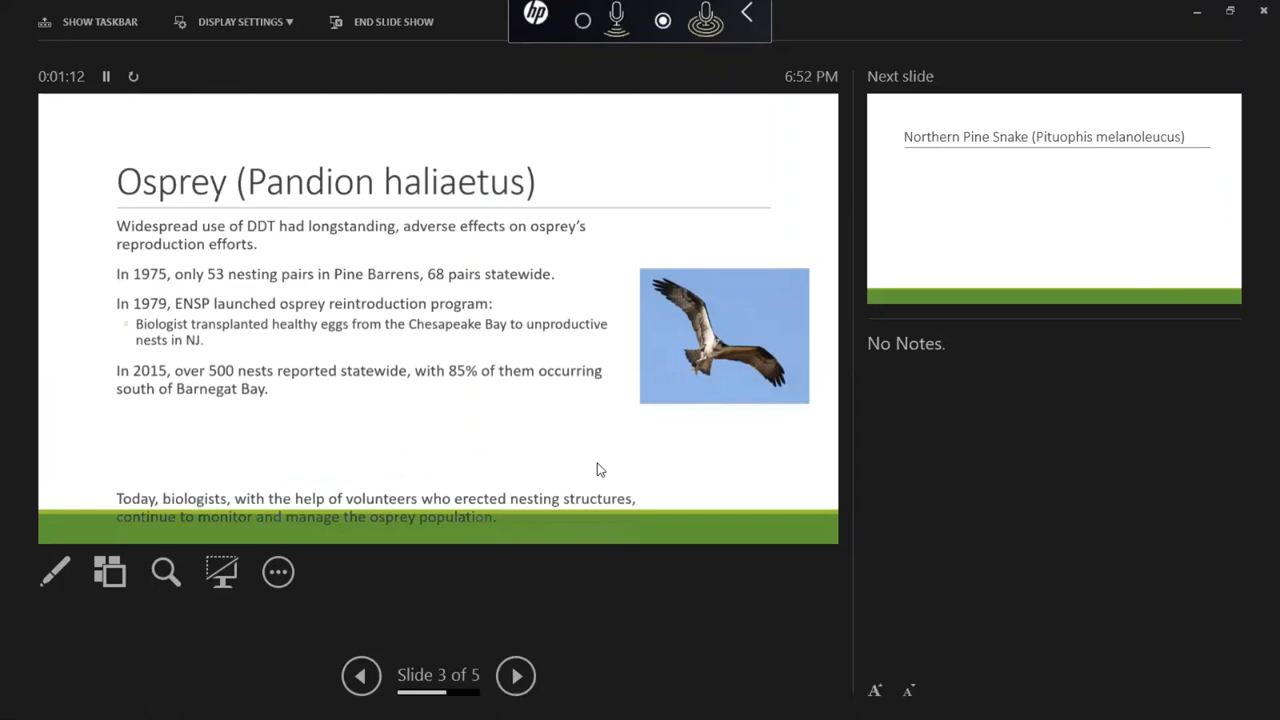 SHOW TASKBAR
DISPLAY SETTINGS ▼
END SLIDE SHOW
hp
0:01:12
6:52 PM
Next slide
Osprey (Pandion haliaetus)
Widespread use of DDT had longstanding, adverse effects on osprey's
reproduction efforts.
In 1975, only 53 nesting pairs in Pine Barrens, 68 pairs statewide.
In 1979, ENSP launched osprey reintroduction program:
Biologist transplanted healthy eggs from the Chesapeake Bay to unproductive
nests in NJ.
In 2015, over 500 nests reported statewide, with 85% of them occurring
south of Barnegat Bay.
Today, biologists, with the help of volunteers who erected nesting structures,
continue to monitor and manage the osprey population.
Northern Pine Snake (Pituophis melanoleucus)
No Notes.
Slide 3 of 5
A
A